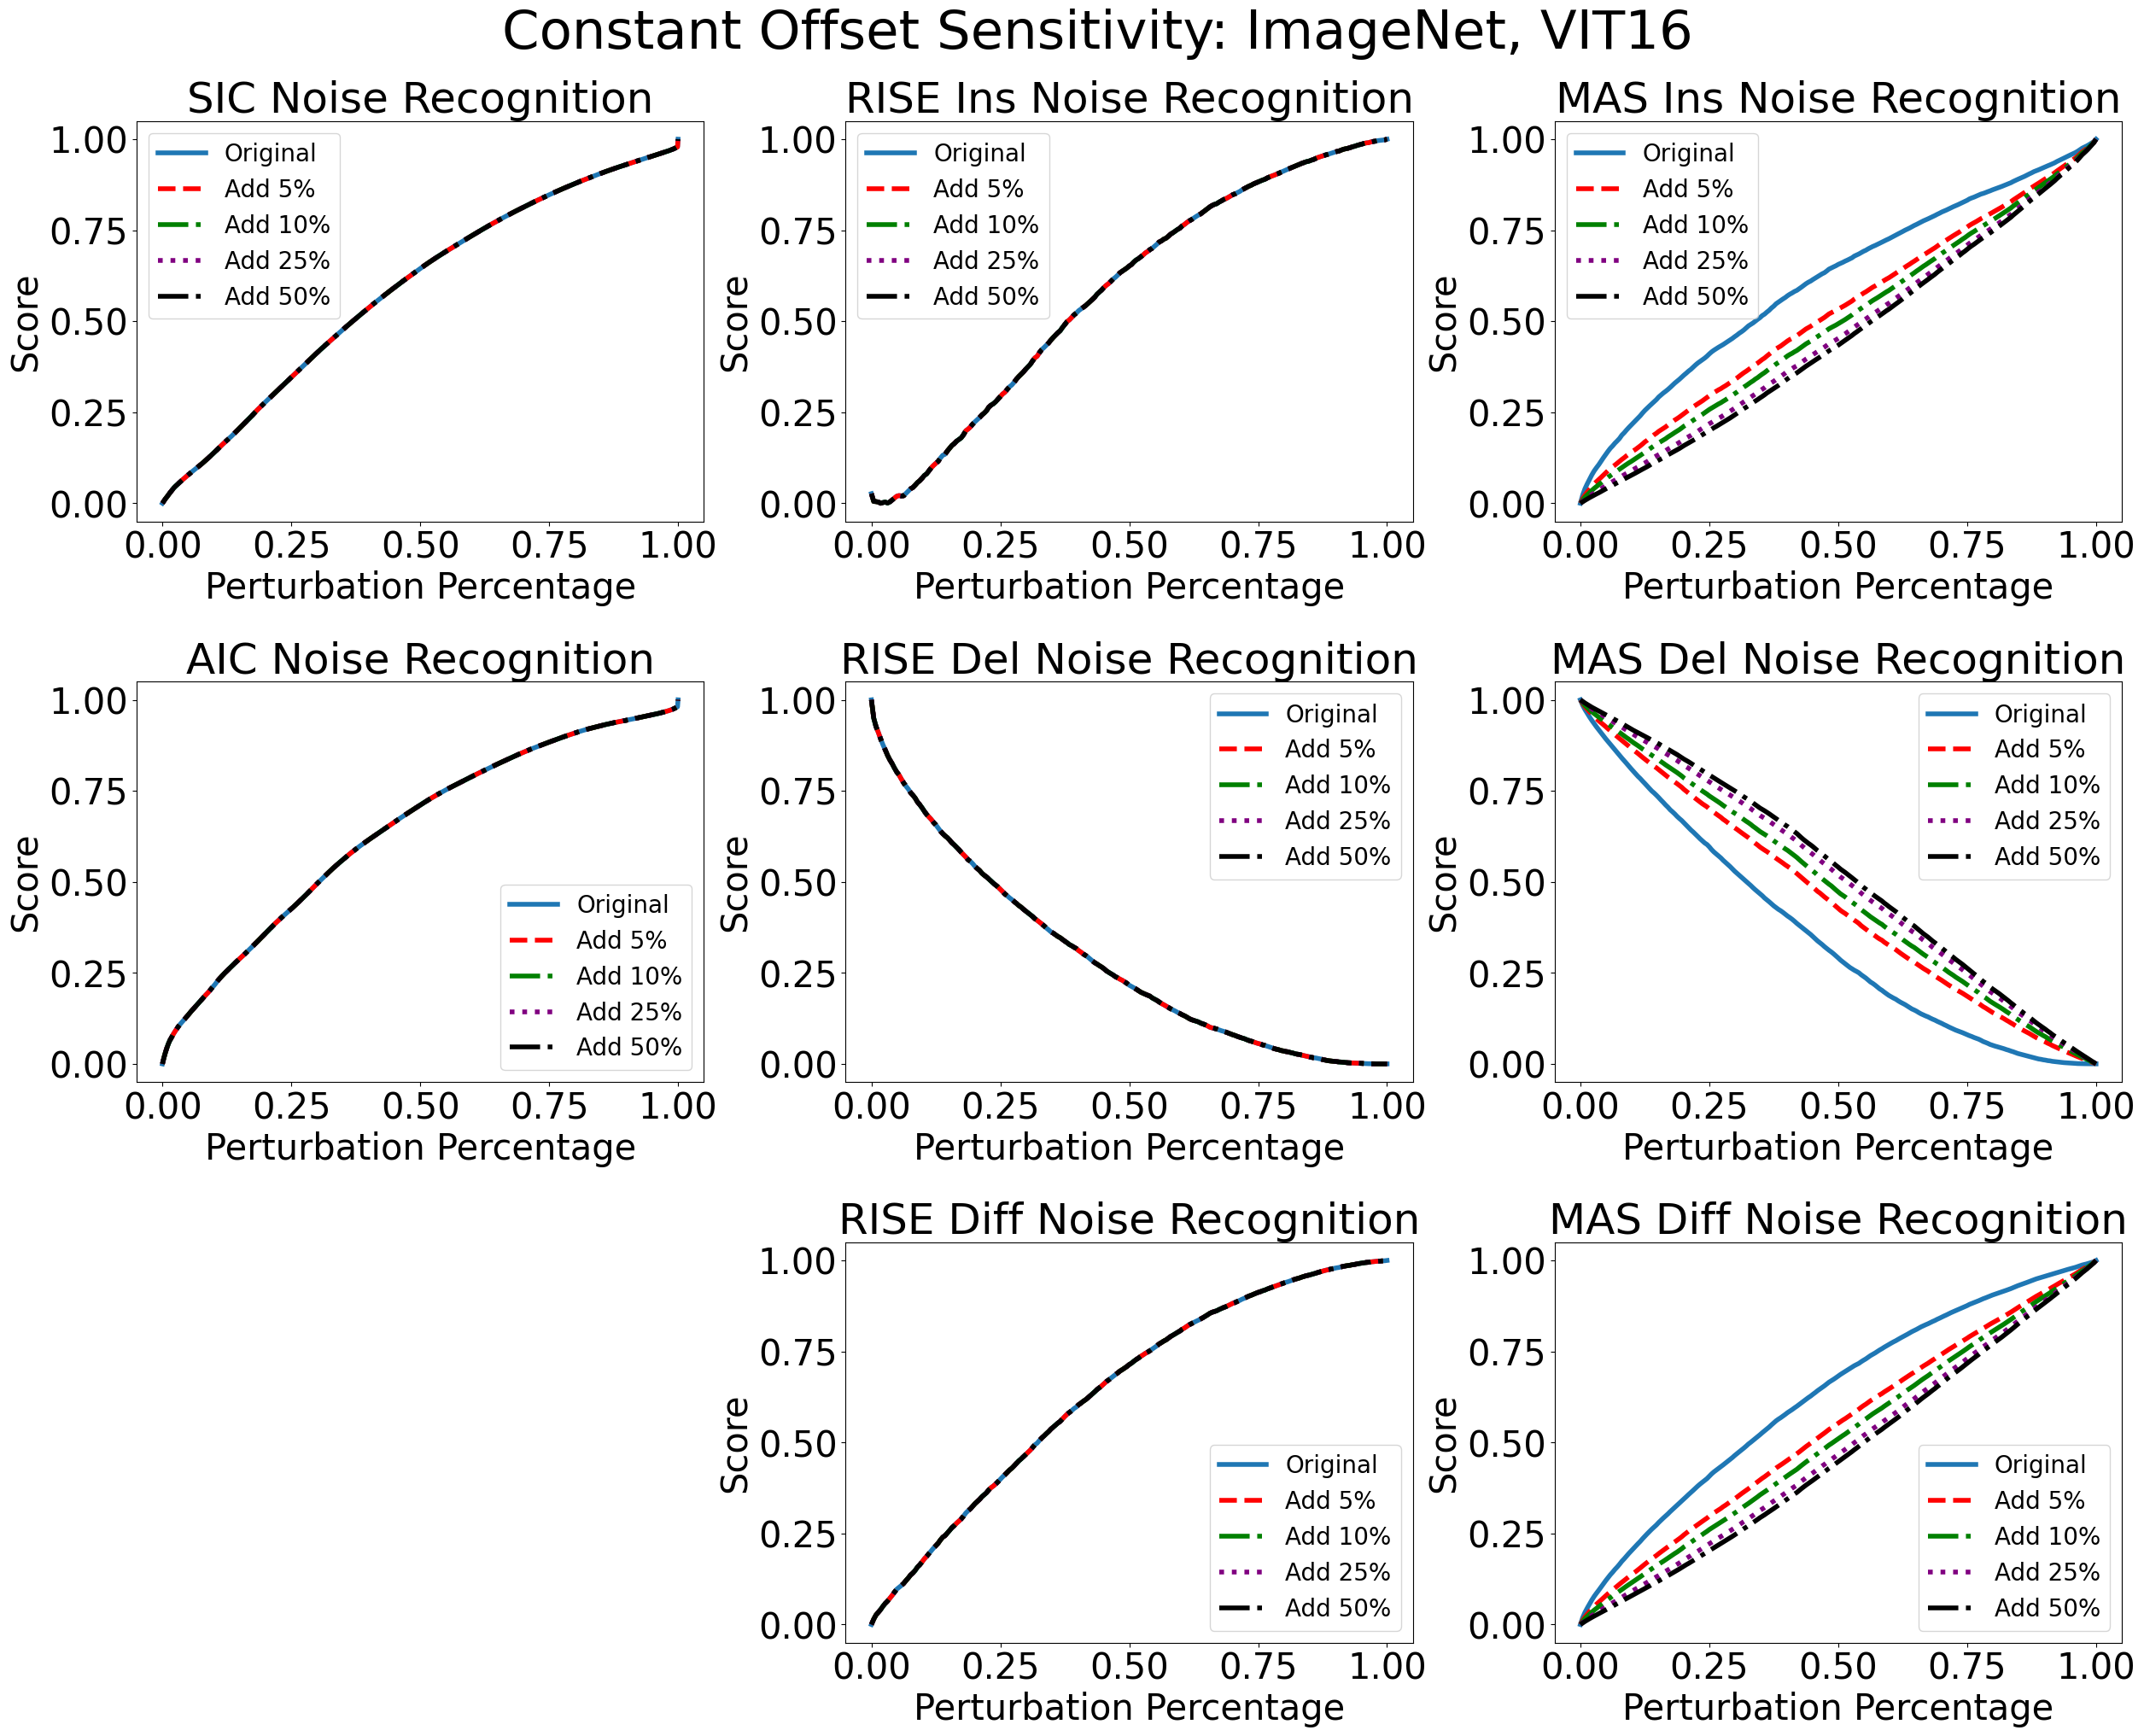 Constant Offset Sensitivity: ImageNet, VIT16
SIC Noise Recognition
1.00
0.75
0.50
0.25
0.00
Score
Original
Add 5%
Add 10%
Add 25%
Add 50%
0.00 0.25 0.50 0.75 1.00
Perturbation Percentage
RISE Ins Noise Recognition
1.00
0.75
0.50
0.25
0.00
Score
Original
Add 5%
Add 10%
Add 25%
Add 50%
0.00 0.25 0.50 0.75 1.00
Perturbation Percentage
MAS Ins Noise Recognition
1.00
0.75
0.50
0.25
0.00
Score
Original
Add 5%
Add 10%
Add 25%
Add 50%
0.00 0.25 0.50 0.75 1.00
Perturbation Percentage
AIC Noise Recognition
1.00
0.75
0.50
0.25
0.00
Score
Original
Add 5%
Add 10%
Add 25%
Add 50%
0.00 0.25 0.50 0.75 1.00
Perturbation Percentage
RISE Del Noise Recognition
1.00
0.75
0.50
0.25
0.00
Score
Original
Add 5%
Add 10%
Add 25%
Add 50%
0.00 0.25 0.50 0.75 1.00
Perturbation Percentage
MAS Del Noise Recognition
1.00
0.75
0.50
0.25
0.00
Score
Original
Add 5%
Add 10%
Add 25%
Add 50%
0.00 0.25 0.50 0.75 1.00
Perturbation Percentage
RISE Diff Noise Recognition
1.00
0.75
0.50
0.25
0.00
Score
Original
Add 5%
Add 10%
Add 25%
Add 50%
0.00 0.25 0.50 0.75 1.00
Perturbation Percentage
MAS Diff Noise Recognition
1.00
0.75
0.50
0.25
0.00
Score
Original
Add 5%
Add 10%
Add 25%
Add 50%
0.00 0.25 0.50 0.75 1.00
Perturbation Percentage